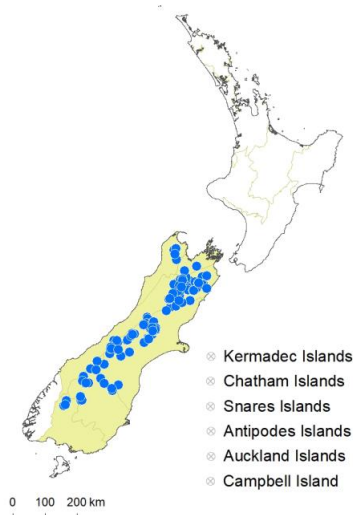 Kermadec Islands
Chatham Islands
Snares Islands
Antipodes Islands
Auckland Islands
Campbell Island
0 100 200 km